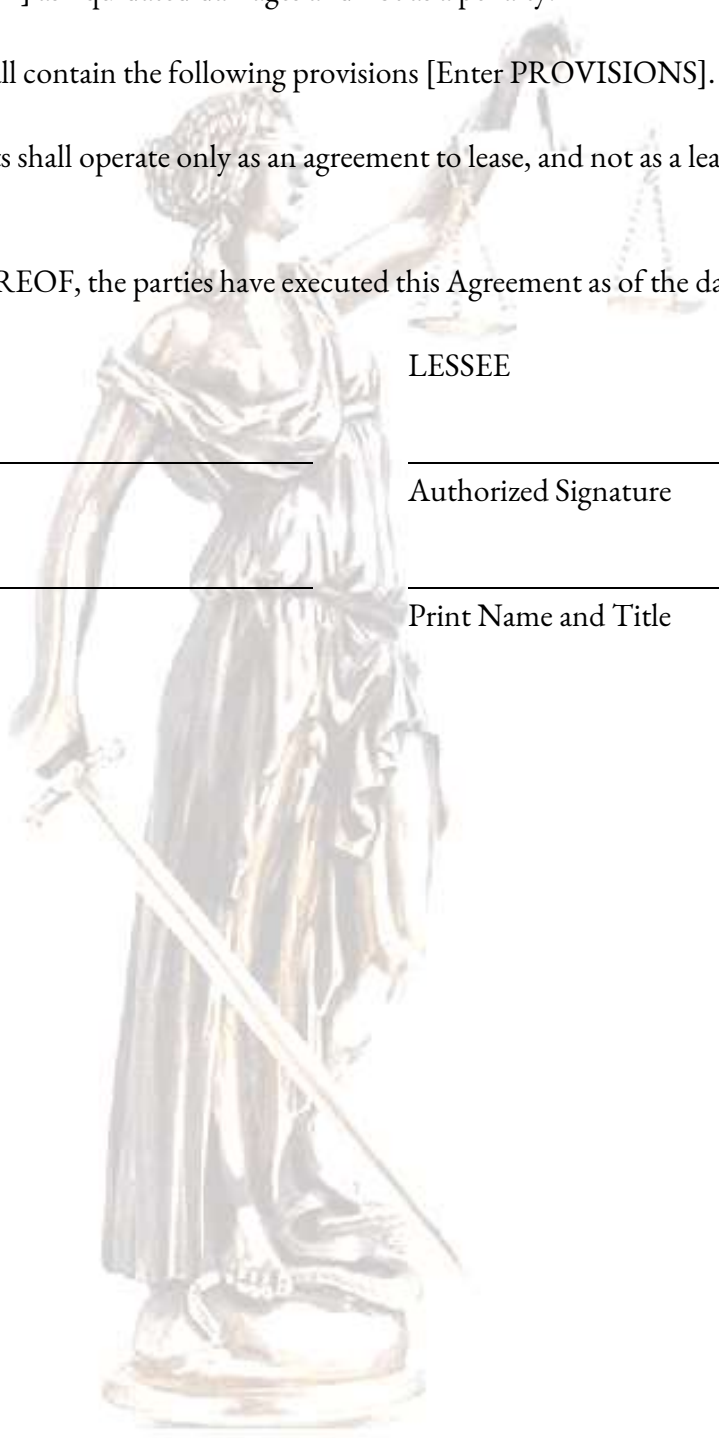 ] as liquidated damages and not as a penalty.
ll contain the following provisions [Enter PROVISIONS].
s shall operate only as an agreement to lease, and not as a lea
REOF, the parties have executed this Agreement as of the da
LESSEE
Authorized Signature
Print Name and Title